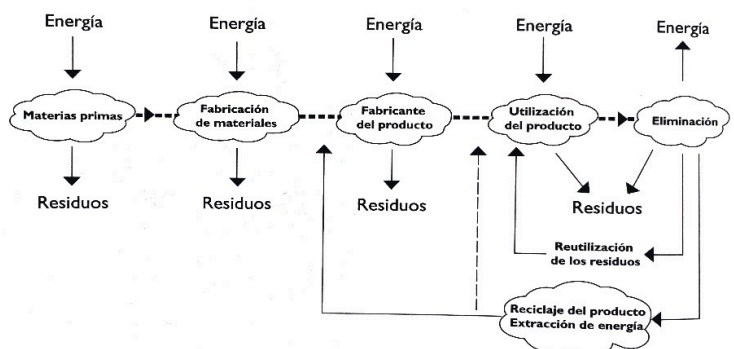 Energía
Energía
Energía
Energía
Energía
Materias primas
Fabricación
de materiales
Fabricante
del producto
Utilización
del producto
Eliminación
Residuos
Residuos
Residuos
Residuos
Reutilización
de los residuos
Reciclaje del producto
Extracción de energía